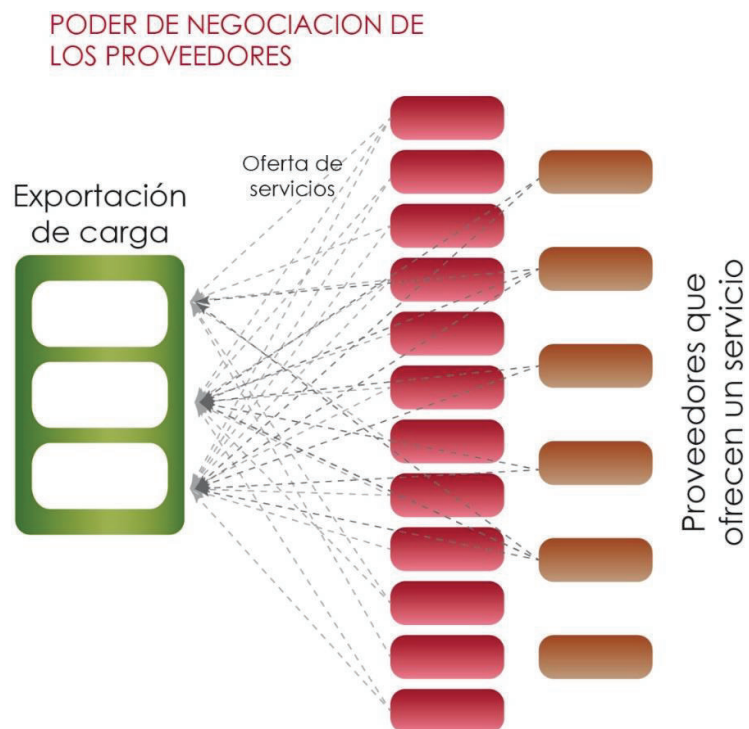 PODER DE NEGOCIACION DE
LOS PROVEEDORES
Oferta de
servicios
Exportación
de carga
Proveedores que
ofrecen un servicio